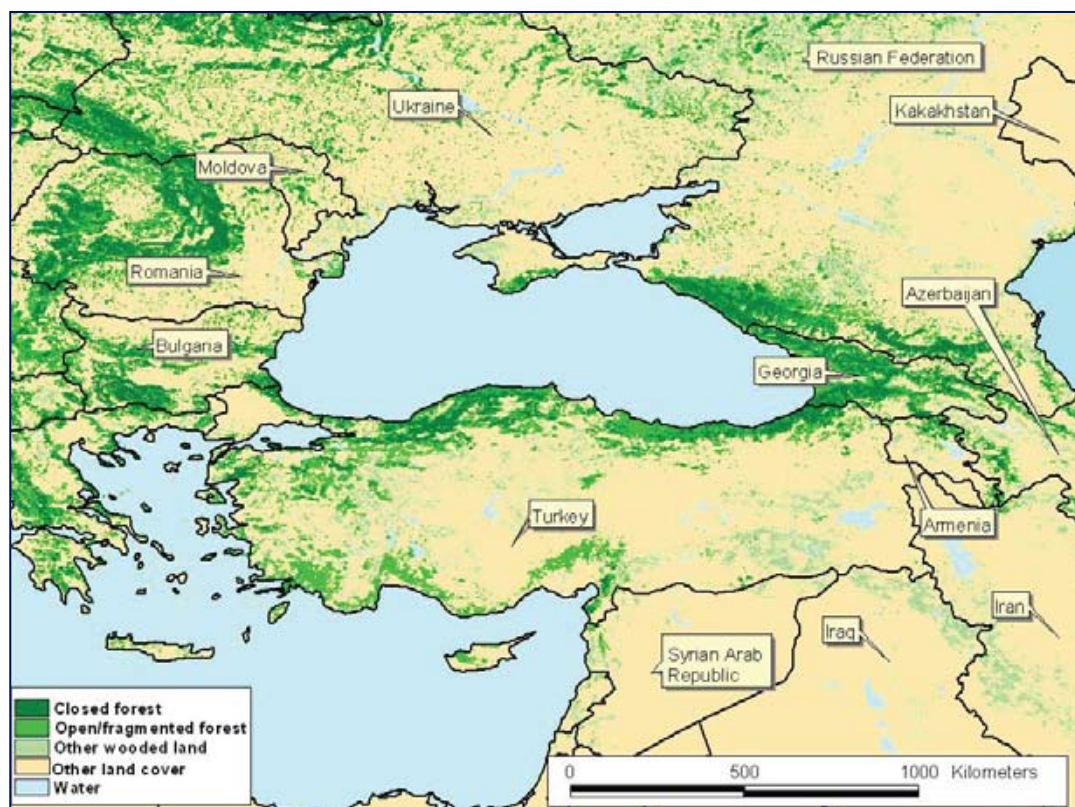 Russian Federation
Ukraine
Kakakhstan
Moldova
Romania
Azerbaijan
Bulgaria
Georgia
Turkey
Armenia
Iran
Iraq
Syrian Arab
Republic
Closed forest
Open/fragmented forest
Other wooded land
Other land cover
Water
0 500 1000 Kilometers